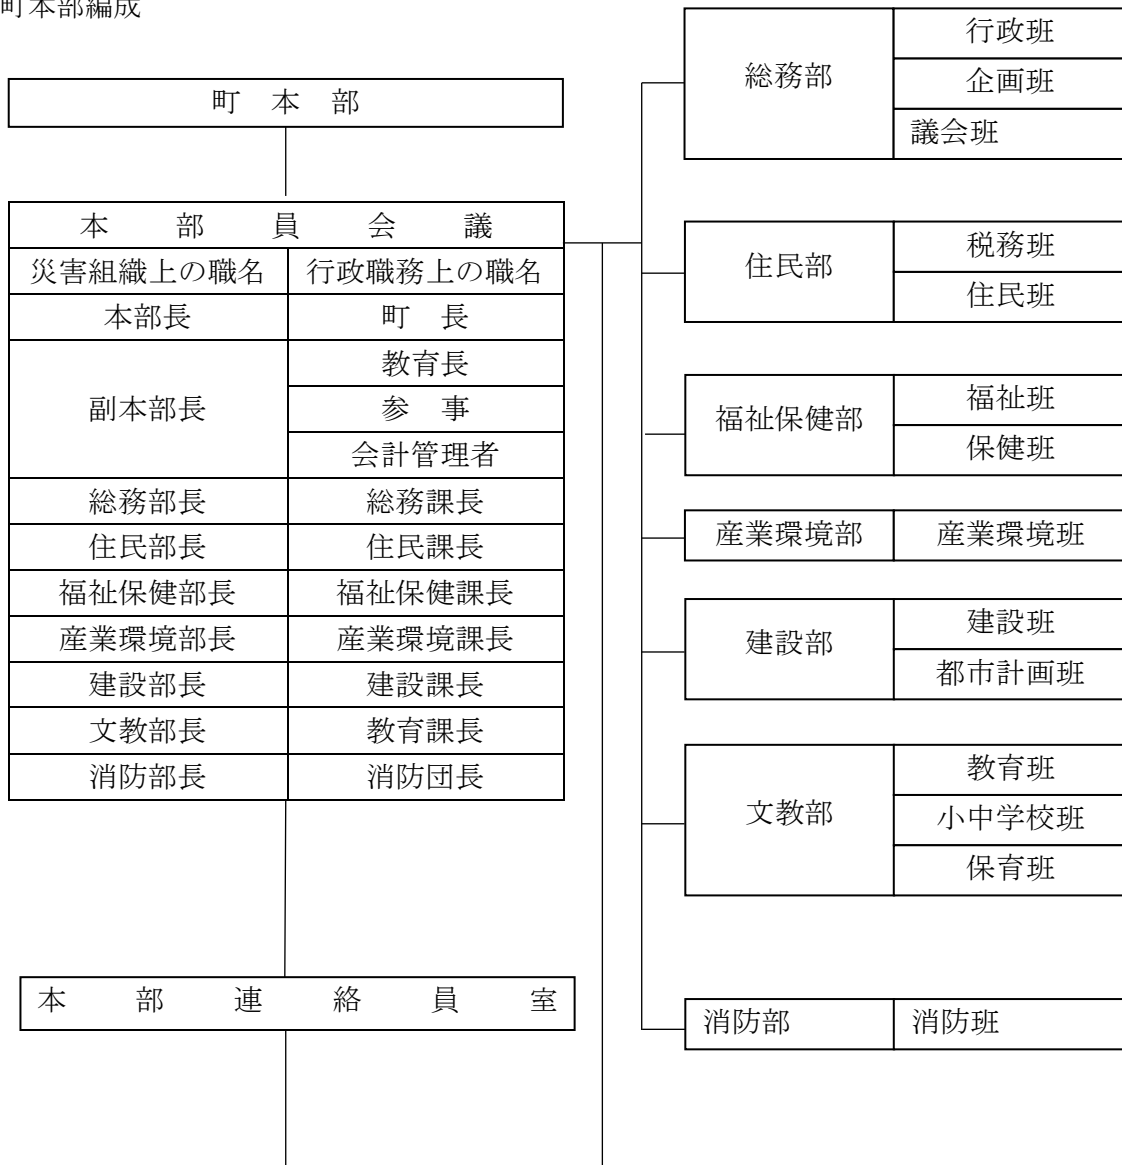 町本部編成
町 本 部
本 部 員 会 議
災害組織上の職名 行政職務上の職名
本部長 町 長
副本部長 教育長
参 事
会計管理者
総務部長 総務課長
住民部長 住民課長
福祉保健部長 福祉保健課長
産業環境部長 産業環境課長
建設部長 建設課長
文教部長 教育課長
消防部長 消防団長
本 部 連 絡 員 室
総務部 行政班
企画班
議会班
住民部 税務班
住民班
福祉保健部 福祉班
保健班
産業環境部 産業環境班
建設部 建設班
都市計画班
文教部 教育班
小中学校班
保育班
消防部 消防班